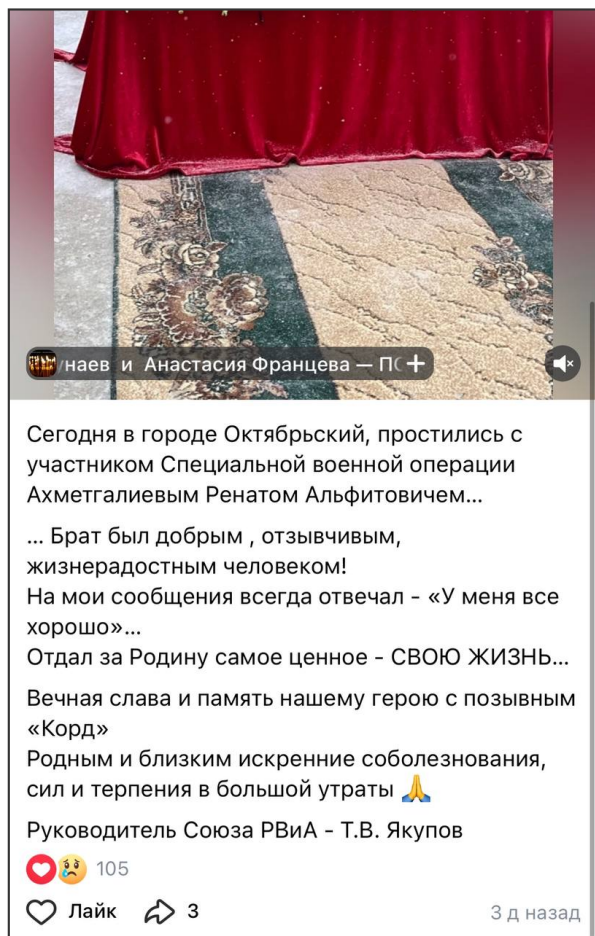 наев и Анастасия Францева —
Сегодня в городе Октябрьский, простились с
участником Специальной военной операции
Ахметгалиевым Ренатом Альфитовичем...
... Брат был добрым , отзывчивым,
жизнерадостным человеком!
На мои сообщения всегда отвечал - «У меня все
хорошо»...
Отдал за Родину самое ценное - СВОЮ ЖИЗНЬ...
Вечная слава и память нашему герою с позывным
«Корд»
Родным и близким искренние соболезнования,
сил и терпения в большой утраты 🙏
Руководитель Союза РВиА - Т.В. Якупов
105
Лайк 3
3 д назад